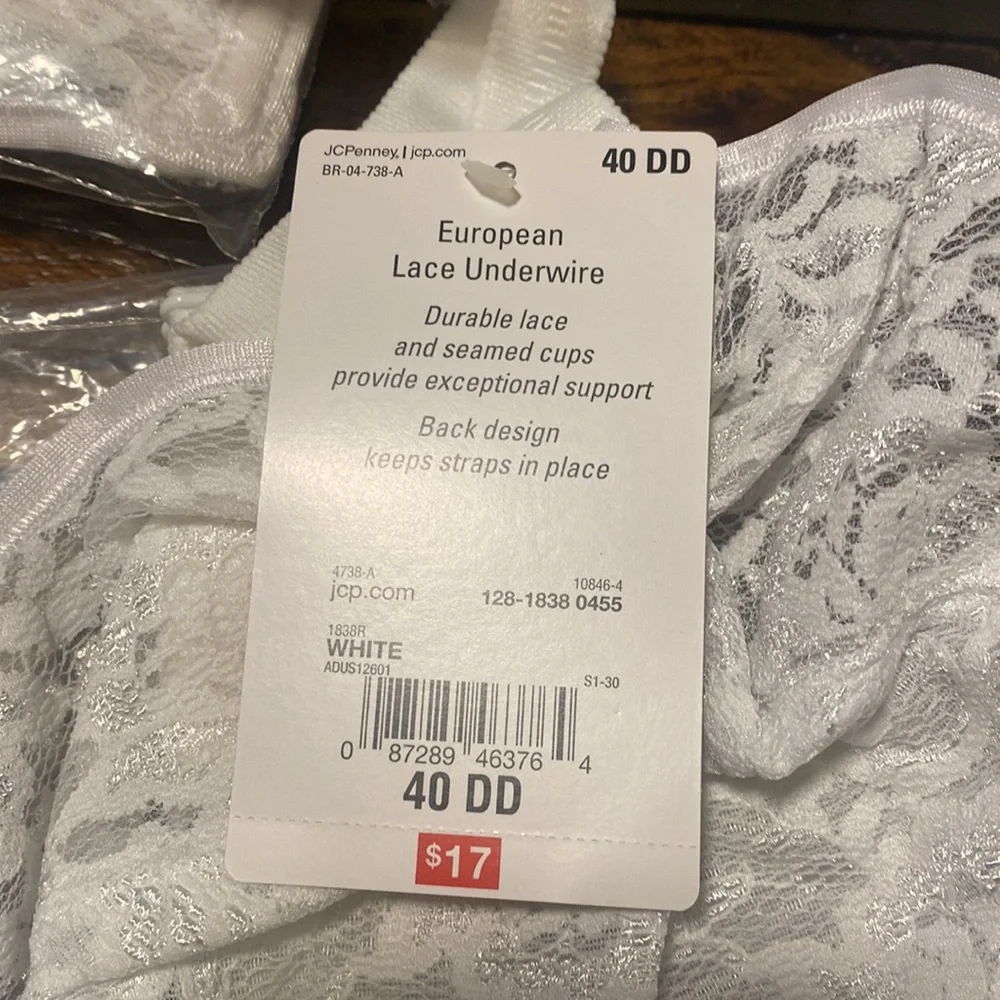 JCPenney | jcp.com
BR-04-738-A
40 DD
European
Lace Underwire
Durable lace
and seamed cups
provide exceptional support
Back design
keeps straps in place
4738-A
jcp.com
10846-4
128-1838 0455
1838R
WHITE
ADUS12601
S1-30
0 87289 46376 4
40 DD
$17